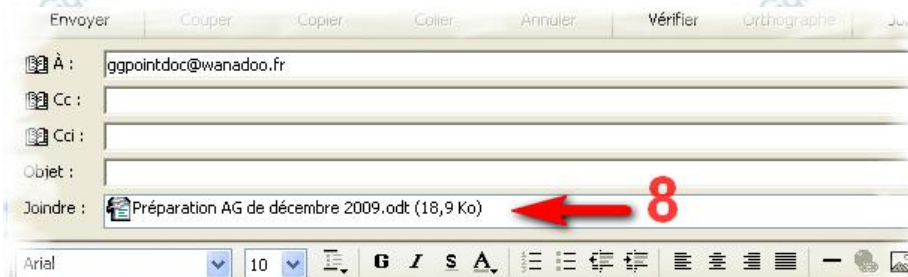 Envoyer Couper Copier Coller Annuler Vérifier Orthographe
À : ggpointdoc@wanadoo.fr
Cc :
Cci :
Objet :
Joindre : Préparation AG de décembre 2009.odt (18,9 Ko) 8
Arial 10 G I S A